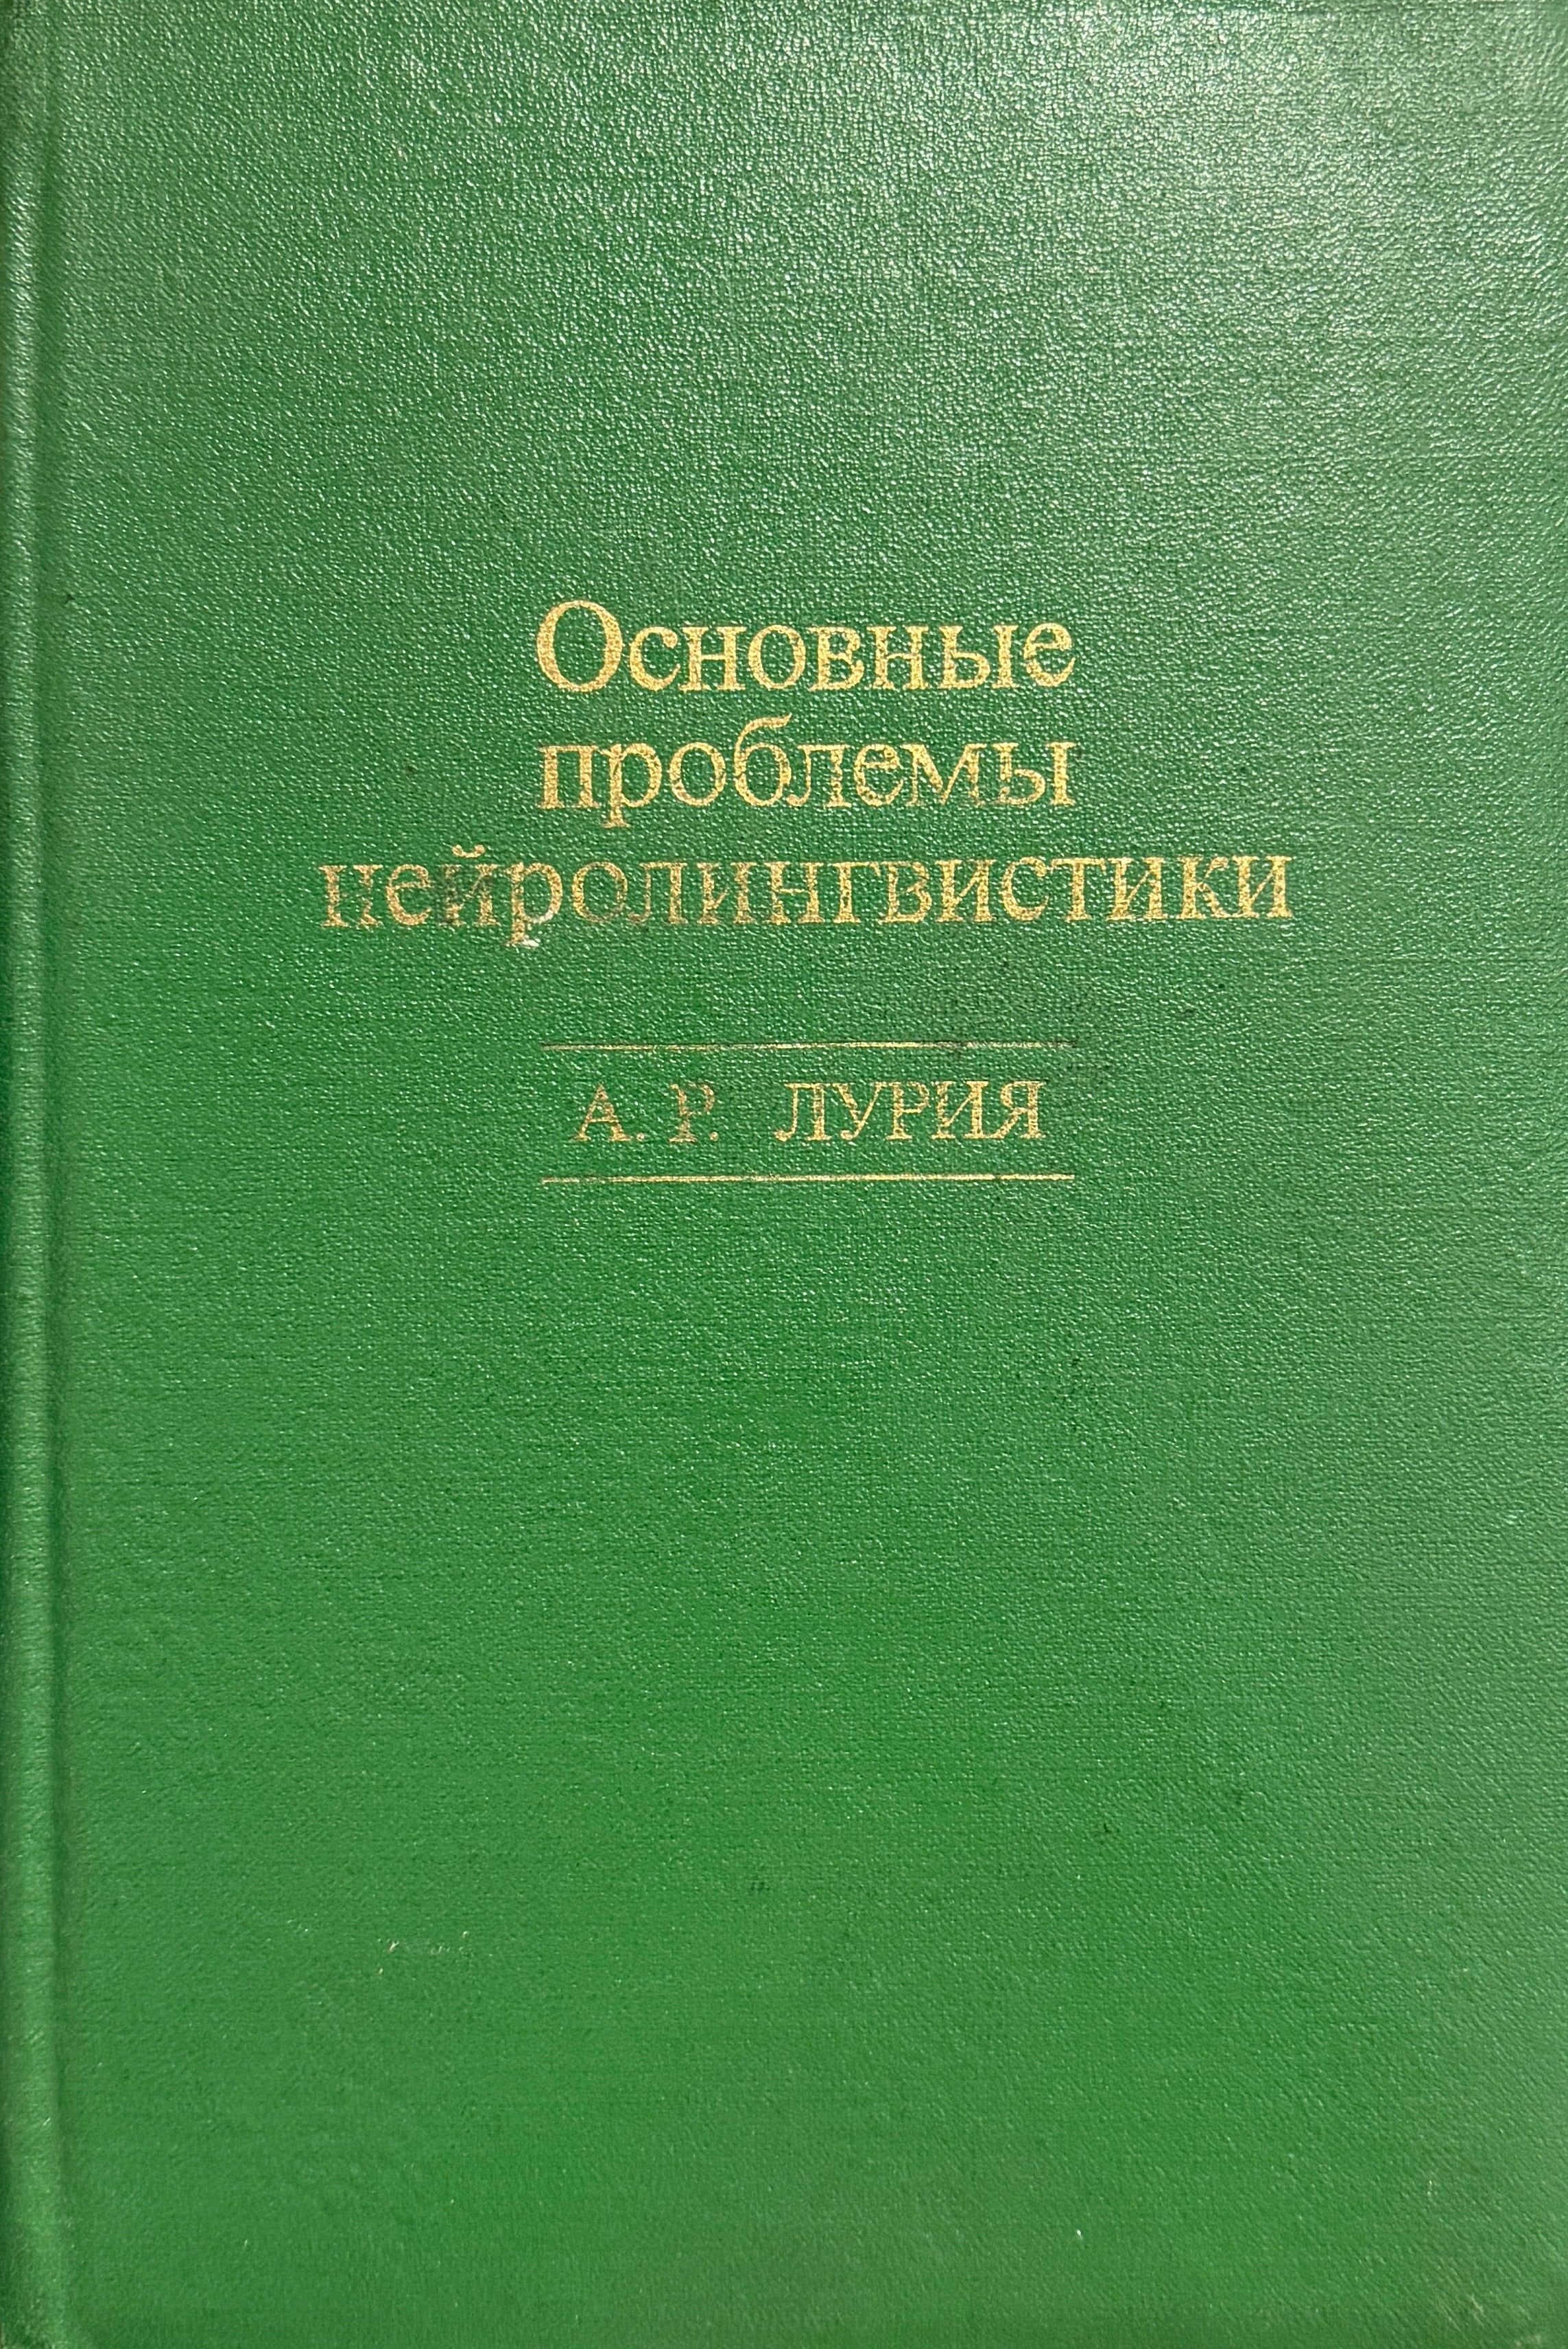 Основные
проблемы
нейролингвистики
А. Р. ЛУРИЯ